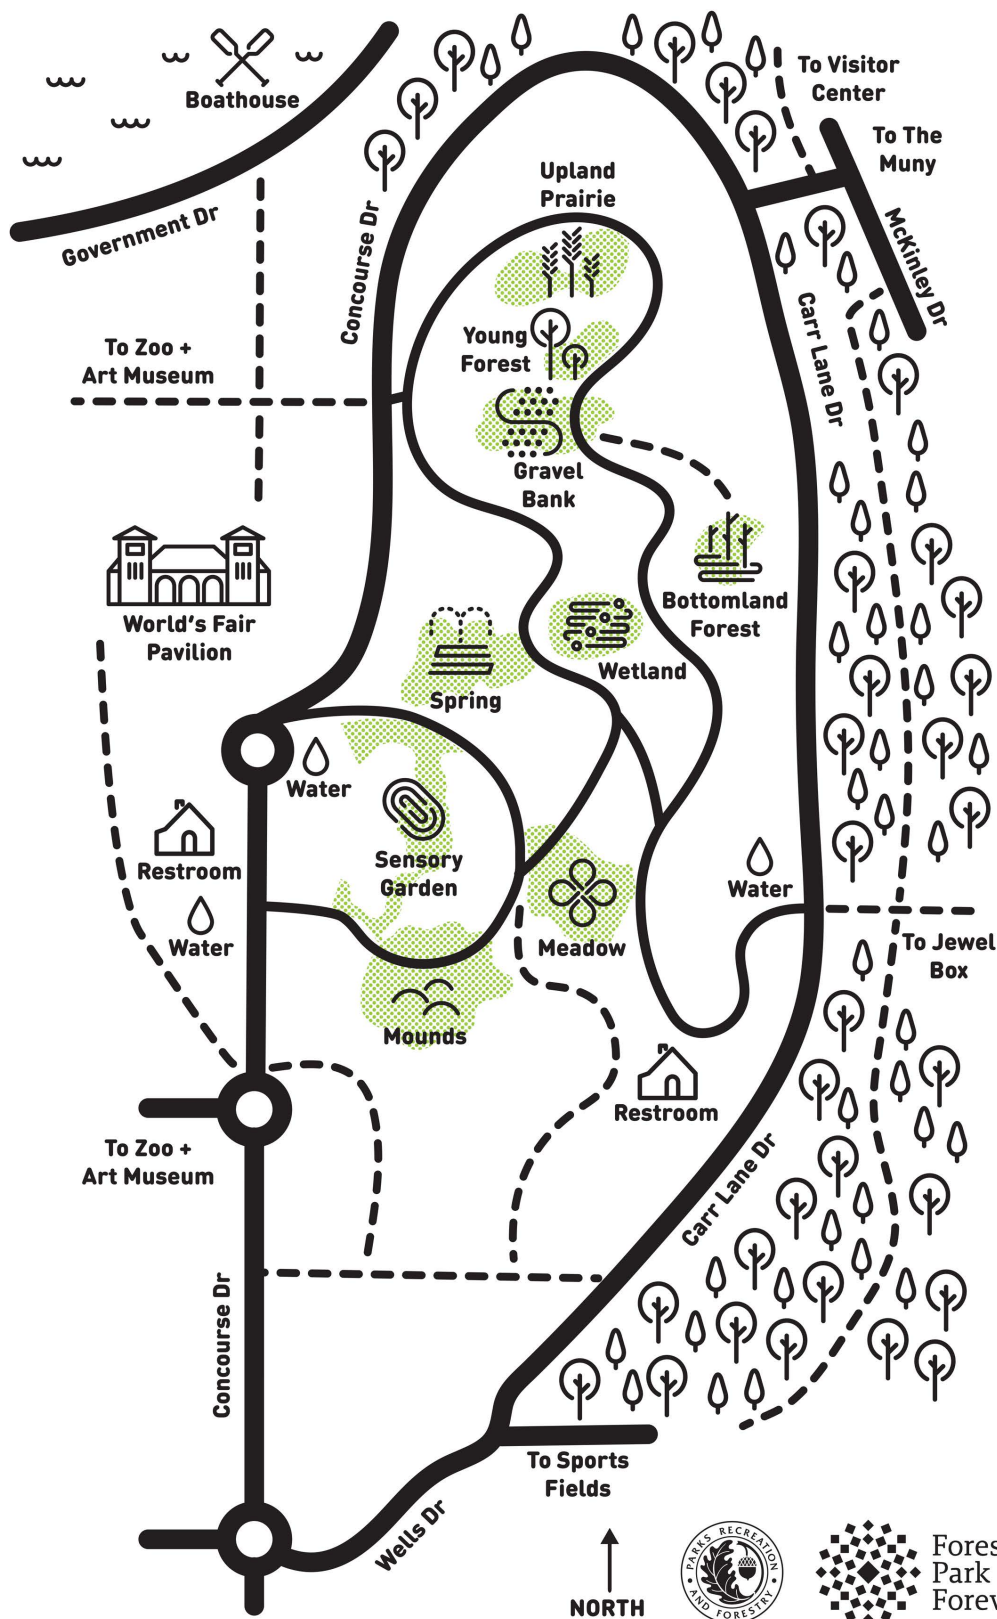 Boathouse
To Visitor
Center
To The
Muny
Upland
Prairie
Government Dr
Concourse Dr
McKinley Dr
Carr Lane Dr
Young
Forest
To Zoo +
Art Museum
Gravel
Bank
World's Fair
Pavilion
Bottomland
Forest
Wetland
Spring
Water
Restroom
Sensory
Garden
Water
Water
Meadow
To Jewel
Box
Mounds
Restroom
To Zoo +
Art Museum
Carr Lane Dr
Concourse Dr
To Sports
Fields
Wells Dr
NORTH
PARKS RECREATION
AND FORESTRY
Fores
Park
Forev